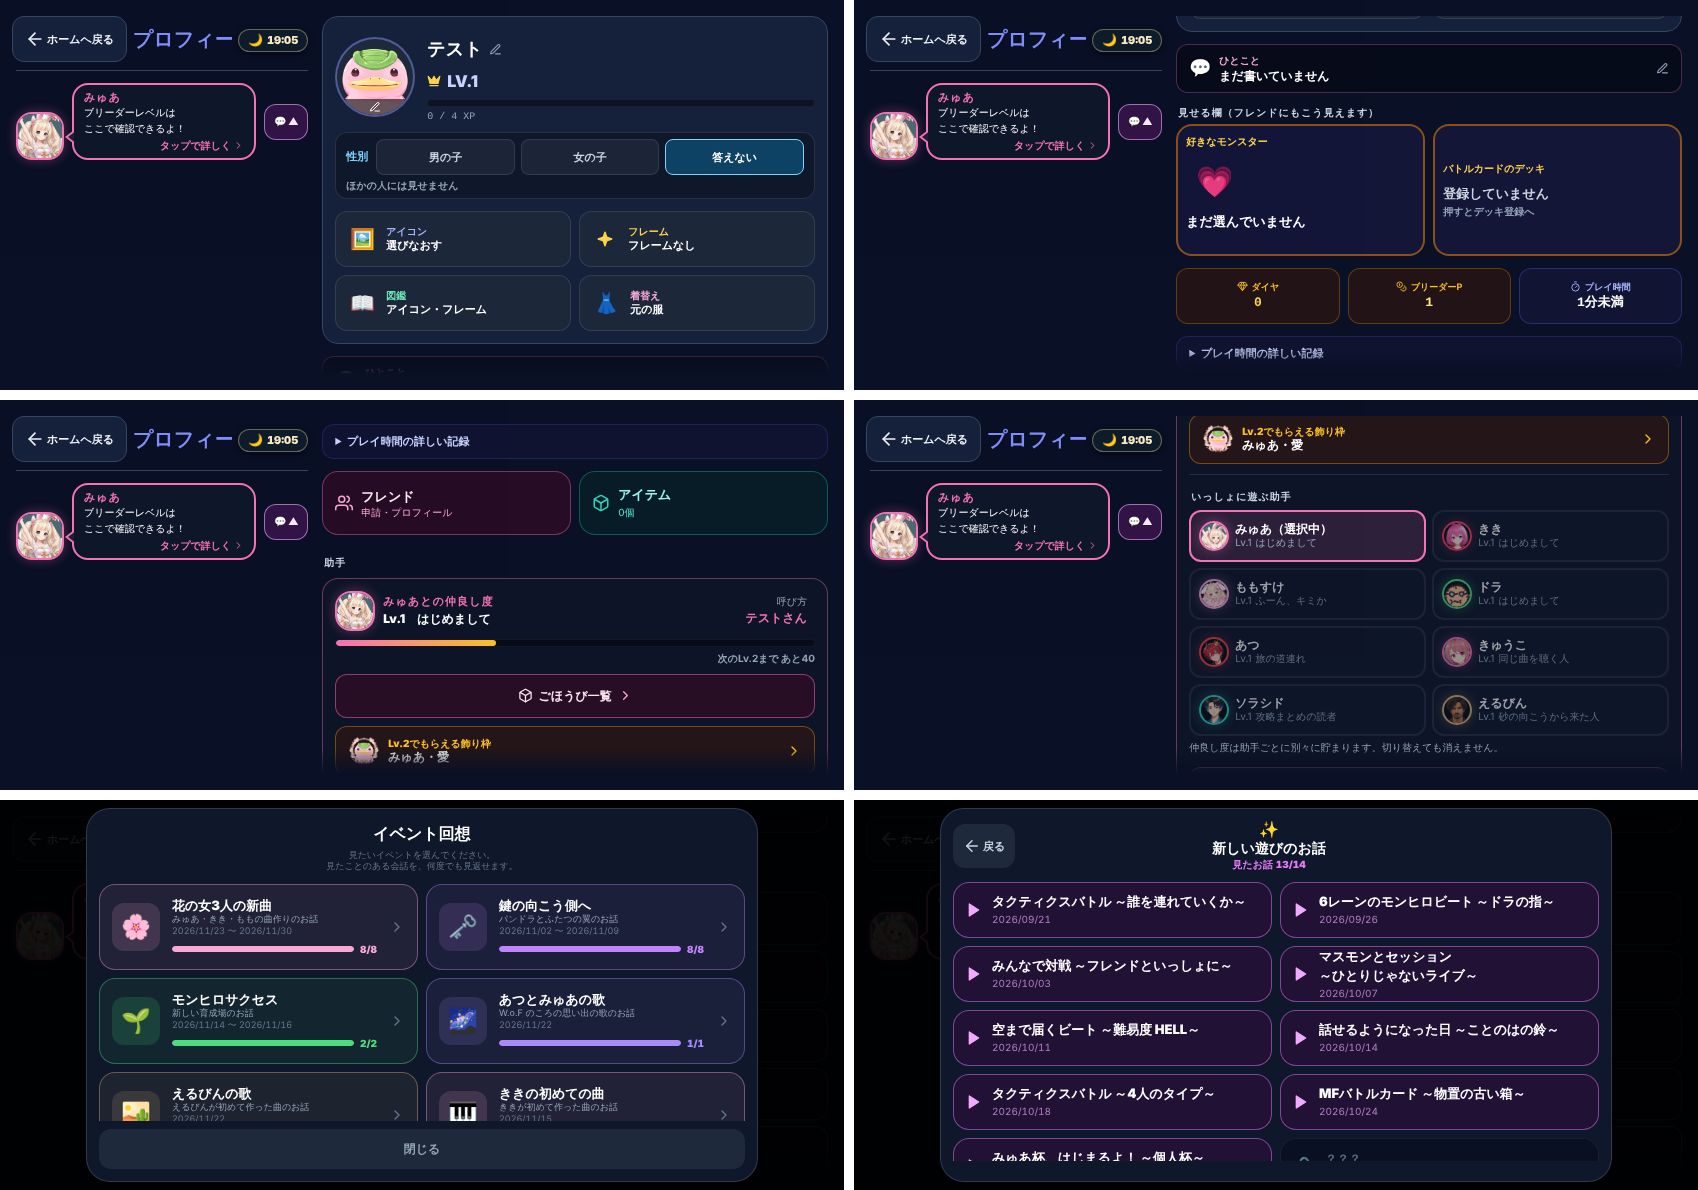 ホームへ戻る
プロフィー
19:05
みゅあ
ブリーダーレベルは
ここで確認できるよ！
タップで詳しく
テスト
LV.1
0 / 4 XP
性別
男の子
女の子
答えない
ほかの人には見せません
アイコン
選びなおす
フレーム
フレームなし
図鑑
アイコン・フレーム
着替え
元の服
ホームへ戻る
プロフィー
19:05
みゅあ
ブリーダーレベルは
ここで確認できるよ！
タップで詳しく
ひとこと
まだ書いていません
見せる欄（フレンドにもこう見えます）
好きなモンスター
まだ選んでいません
バトルカードのデッキ
登録していません
押すとデッキ登録へ
ダイヤ
0
ブリーダーP
1
プレイ時間
1分未満
プレイ時間の詳しい記録
ホームへ戻る
プロフィー
19:05
みゅあ
ブリーダーレベルは
ここで確認できるよ！
タップで詳しく
プレイ時間の詳しい記録
フレンド
申請・プロフィール
アイテム
0個
助手
みゅあとの仲良し度
Lv.1 はじめまして
呼び方
テストさん
次のLv.2まで あと40
ごほうび一覧
Lv.2でもらえる飾り枠
みゅあ・愛
ホームへ戻る
プロフィー
19:05
みゅあ
ブリーダーレベルは
ここで確認できるよ！
タップで詳しく
Lv.2でもらえる飾り枠
みゅあ・愛
いっしょに遊ぶ助手
みゅあ（選択中）
Lv.1 はじめまして
きき
Lv.1 はじめまして
ももすけ
Lv.1 ふーん、キミか
ドラ
Lv.1 はじめまして
あつ
Lv.1 旅の道連れ
きゅうこ
Lv.1 同じ曲を聴く人
ソラシド
Lv.1 攻略まとめの読者
えるびん
Lv.1 砂の向こうから来た人
仲良し度は助手ごとに別々に貯まります。切り替えても消えません。
イベント回想
見たいイベントを選んでください。
見たことのある会話を、何度でも見返せます。
花の女3人の新曲
みゅあ・きき・ももの曲作りのお話
2026/11/23 〜 2026/11/30
8/8
鍵の向こう側へ
パンドラとふたつの翼のお話
2026/11/02 〜 2026/11/09
8/8
モンヒロサクセス
新しい育成場のお話
2026/11/14 〜 2026/11/16
2/2
あつとみゅあの歌
W.o.F のころの思い出の歌のお話
2026/11/22
1/1
えるびんの歌
えるびんが初めて作った曲のお話
2026/11/22
ききの初めての曲
ききが初めて作った曲のお話
2026/11/15
閉じる
戻る
新しい遊びのお話
見たお話 13/14
タクティクスバトル ～誰を連れていくか～
2026/09/21
6レーンのモンヒロビート ～ドラの指～
2026/09/26
みんなで対戦 ～フレンドといっしょに～
2026/10/03
マスモンとセッション
～ひとりじゃないライブ～
2026/10/07
空まで届くビート ～難易度 HELL～
2026/10/11
話せるようになった日 ～ことのはの鈴～
2026/10/14
タクティクスバトル ～4人のタイプ～
2026/10/18
MFバトルカード ～物置の古い箱～
2026/10/24
みゅあ杯、はじまるよ！ ～個人杯～
？？？